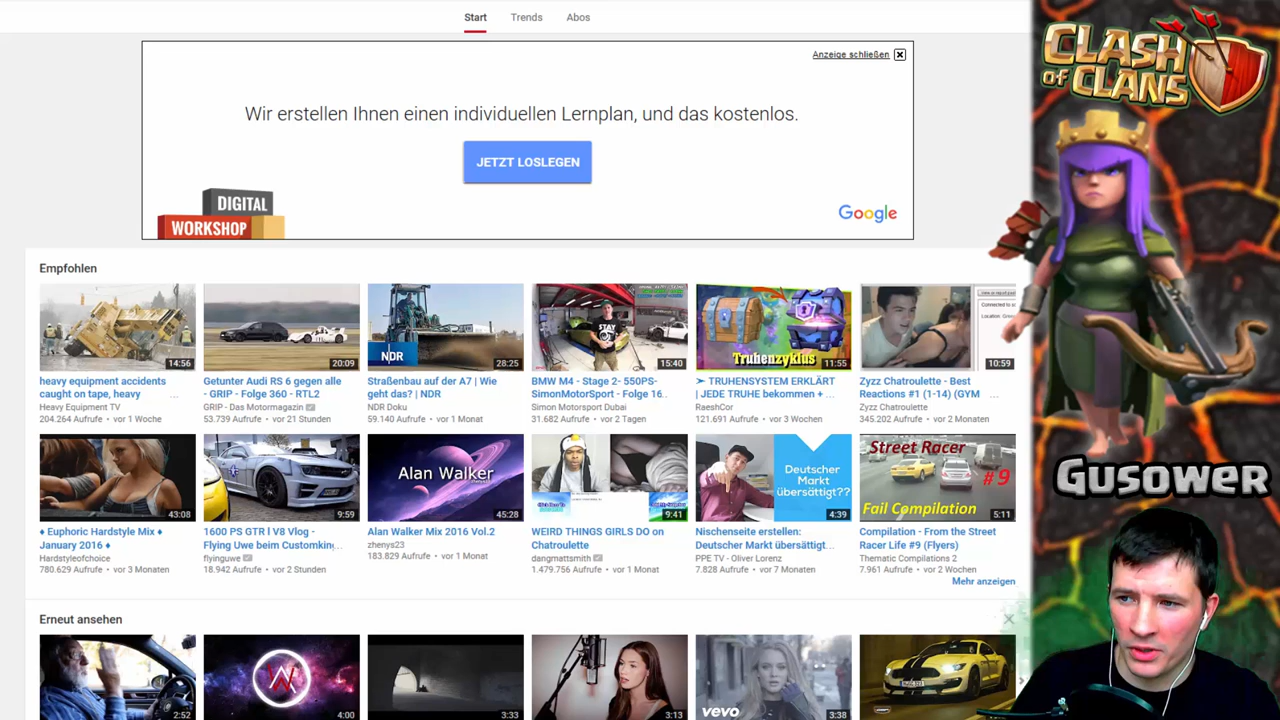 Start Trends Abos
CLASH
OF CLANS
Anzeige schließen
Wir erstellen Ihnen einen individuellen Lernplan, und das kostenlos.
JETZT LOSLEGEN
DIGITAL
WORKSHOP
Google
Empfohlen
14:56
20:09
NDR
28:25
STAY
15:40
Truhenzyklus
11:55
10:59
heavy equipment accidents
caught on tape, heavy ...
Heavy Equipment TV
204.264 Aufrufe • vor 1 Woche
Getunter Audi RS 6 gegen alle
- GRIP - Folge 360 - RTL2
GRIP - Das Motormagazin
53.739 Aufrufe • vor 21 Stunden
Straßenbau auf der A7 | Wie
geht das? | NDR
NDR Doku
59.140 Aufrufe • vor 1 Monat
BMW M4 - Stage 2- 550PS-
SimonMotorSport - Folge 16...
Simon Motorsport Dubai
31.682 Aufrufe • vor 2 Tagen
➣ TRUHENSYSTEM ERKLÄRT
| JEDE TRUHE bekommen + ...
RaeshCor
121.691 Aufrufe • vor 3 Wochen
Zyzz Chatroulette - Best
Reactions #1 (1-14) (GYM ...
Zyzz Chatroulette
345.202 Aufrufe • vor 2 Monaten
43:08
9:59
Alan Walker
45:28
9:41
Deutscher
Markt
übersättigt??
4:39
Street Racer
#9
Fail Compilation
5:11
♦ Euphoric Hardstyle Mix ♦
January 2016 ♦
Hardstyleofchoice
780.629 Aufrufe • vor 3 Monaten
1600 PS GTR l V8 Vlog -
Flying Uwe beim Customkin...
flyinguwe
18.942 Aufrufe • vor 2 Stunden
Alan Walker Mix 2016 Vol.2
zhenys23
183.829 Aufrufe • vor 1 Monat
WEIRD THINGS GIRLS DO on
Chatroulette
dangmattsmith
1.479.756 Aufrufe • vor 1 Monat
Nischenseite erstellen:
Deutscher Markt übersättigt...
PPE TV - Oliver Lorenz
7.828 Aufrufe • vor 7 Monaten
Compilation - From the Street
Racer Life #9 (Flyers)
Thematic Compilations 2
7.961 Aufrufe • vor 2 Wochen
Mehr anzeigen
Gusower
Erneut ansehen
2:52
4:00
3:33
3:13
vevo
3:38
4:39